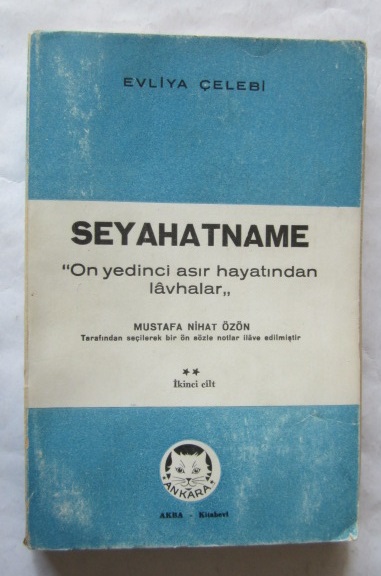 EVLİYA ÇELEBİ
SEYAHATNAME
"On yedinci asır hayatından
lâvhalar„
MUSTAFA NİHAT ÖZÖN
Tarafından seçilerek bir ön sözle notlar ilâve edilmiştir
★★
İkinci cilt
ANKARA
AKBA - Kitabevi